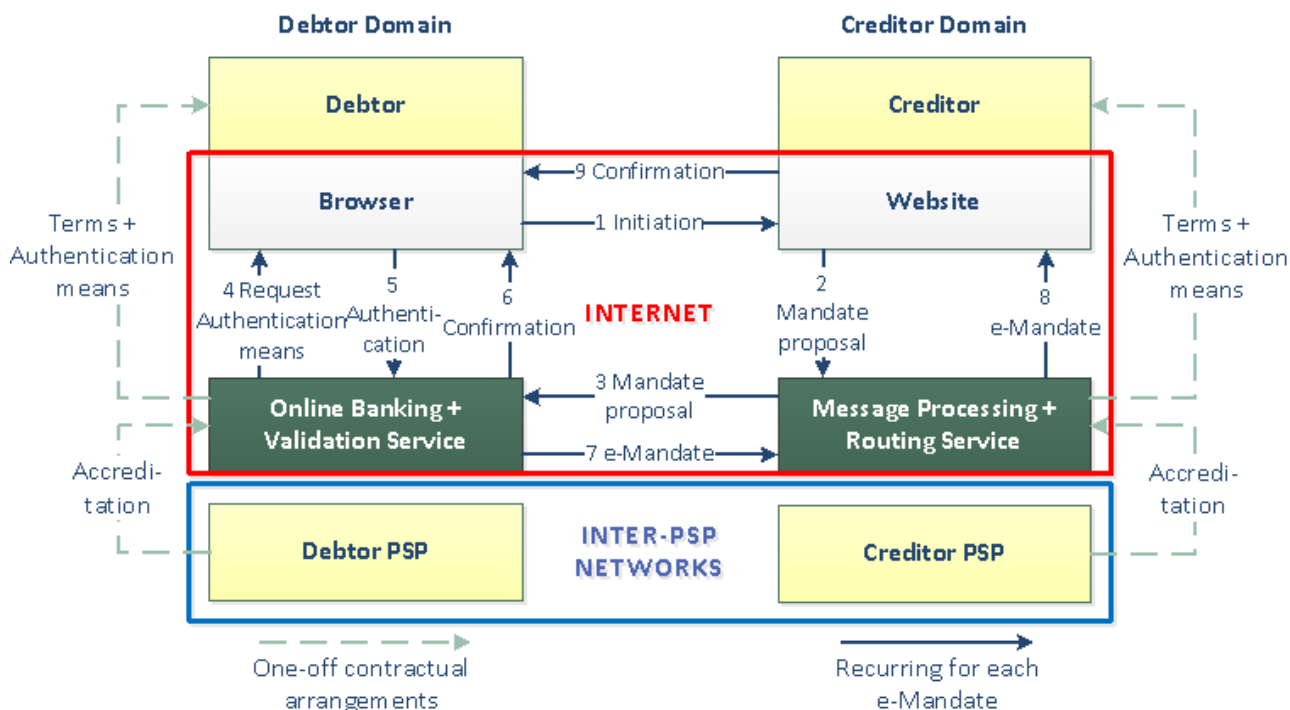 Debtor Domain
Creditor Domain
Debtor
Creditor
9 Confirmation
Browser
Website
1 Initiation
Terms +
Authentication
means
Terms +
Authentication
means
4 Request
Authentication
means
5
Authenti-
cation
6
Confirmation
INTERNET
2
Mandate
proposal
8
e-Mandate
3 Mandate
proposal
Online Banking +
Validation Service
Message Processing +
Routing Service
7 e-Mandate
Accredi-
tation
Accredi-
tation
Debtor PSP
INTER-PSP
NETWORKS
Creditor PSP
One-off contractual
arrangements
Recurring for each
e-Mandate